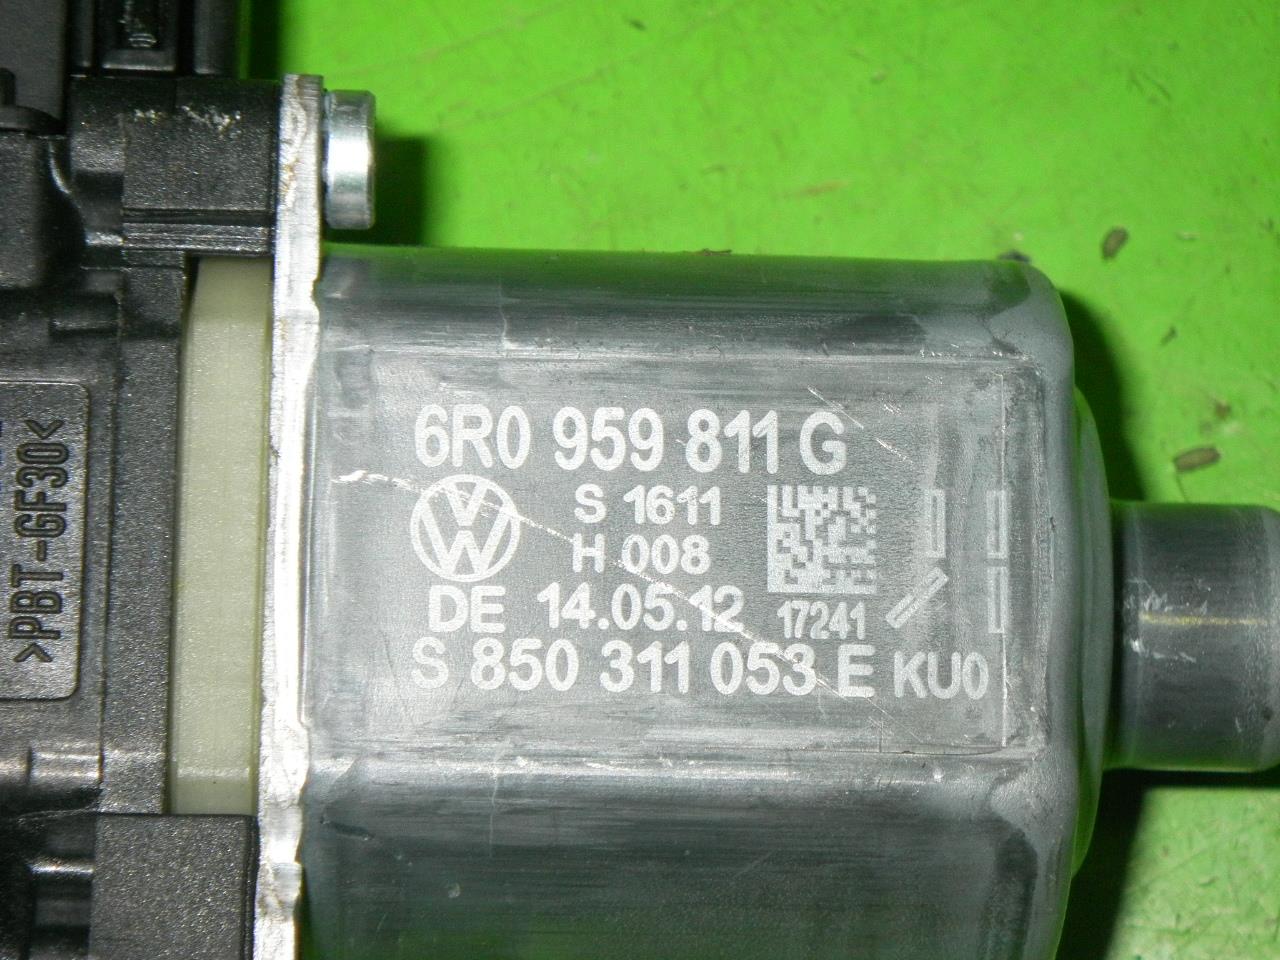 6R0 959 811 G
S 1611
H 008
DE 14.05.12 17241
S 850 311 053 E KU0
>PBT-GF30<